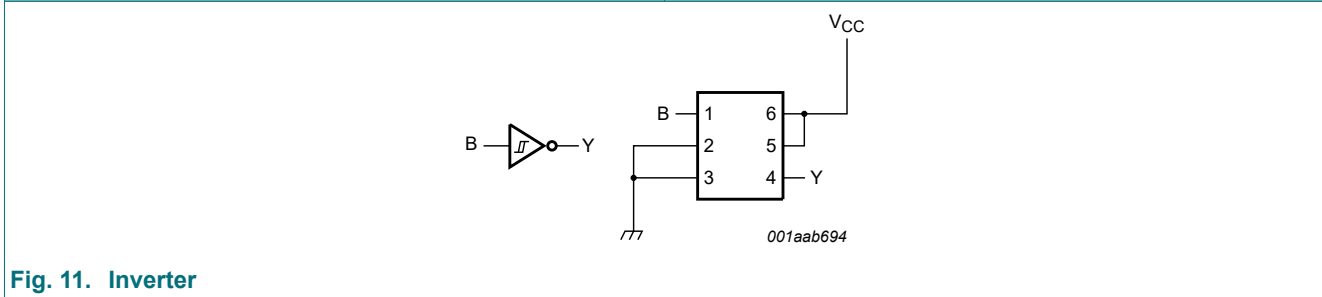 VCC
B 1 6
B Y
2 5
3 4 Y
001aab694
Fig. 11. Inverter